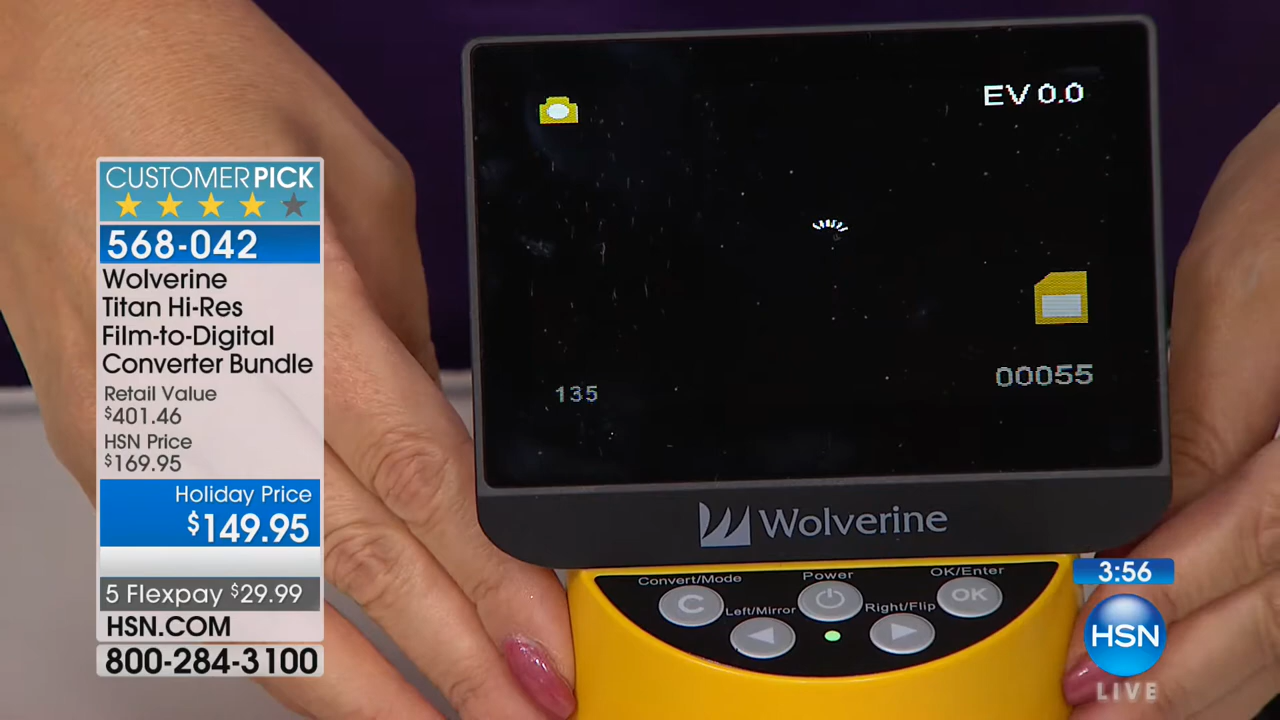 CUSTOMER PICK
568-042
Wolverine
Titan Hi-Res
Film-to-Digital
Converter Bundle
Retail Value
$401.46
HSN Price
$169.95
Holiday Price
$149.95
5 Flexpay $29.99
HSN.COM
800-284-3100
EV 0.0
135
00055
Wolverine
Convert/Mode
Power
OK/Enter
C
OK
Left/Mirror
Right/Flip
3:56
HSN
LIVE